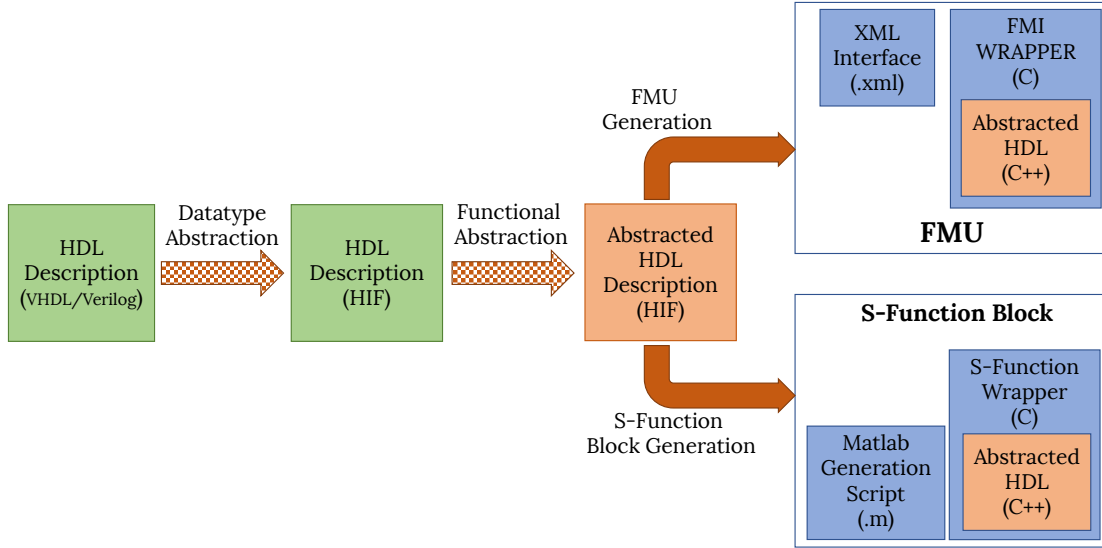 HDL
Description
(VHDL/Verilog)
Datatype
Abstraction
HDL
Description
(HIF)
Functional
Abstraction
Abstracted
HDL
Description
(HIF)
FMU
Generation
XML
Interface
(.xml)
FMI
WRAPPER
(C)
Abstracted
HDL
(C++)
FMU
S-Function
Block Generation
S-Function Block
Matlab
Generation
Script
(.m)
S-Function
Wrapper
(C)
Abstracted
HDL
(C++)